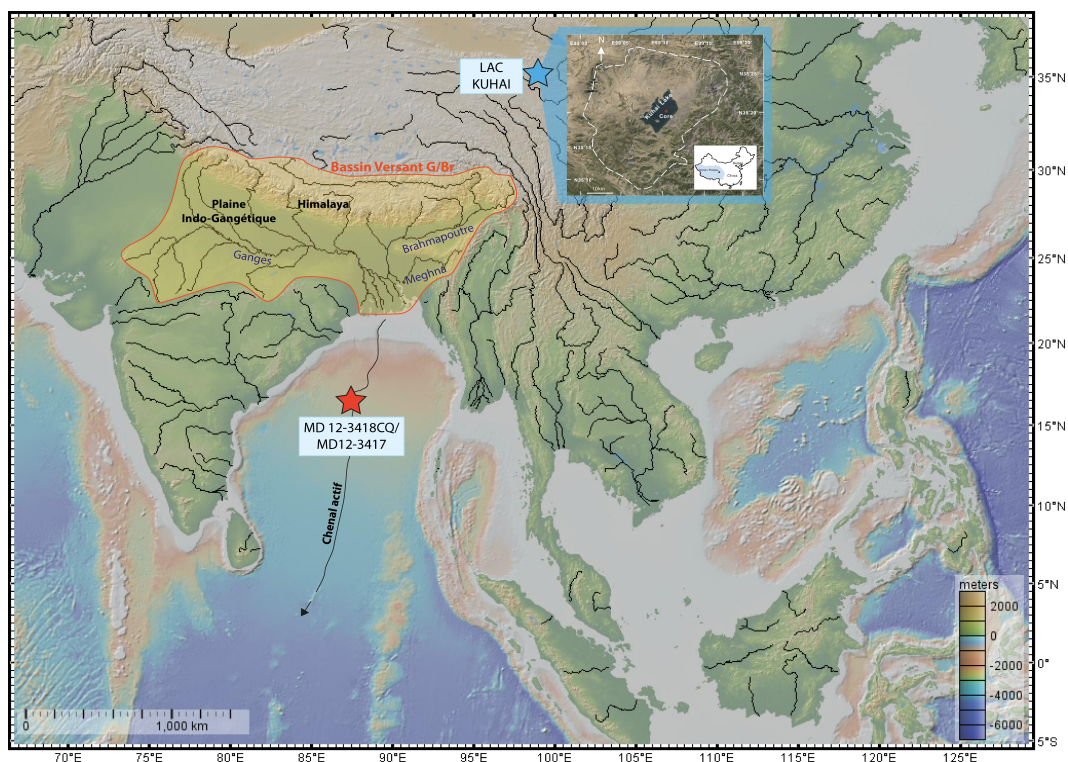 LAC
KUHAI
N
Kuhai Lake
Core
10km
China
Bassin Versant G/Br
Plaine
Indo-Gangétique
Himalaya
Brahmapoutre
Ganges
Meghna
MD 12-3418CQ/
MD12-3417
Chenal actif
meters
2000
0
-2000
-4000
-6000
0
1,000 km
35°N
30°N
25°N
20°N
15°N
10°N
5°N
0°
5°S
70°E
75°E
80°E
85°E
90°E
95°E
100°E
105°E
110°E
115°E
120°E
125°E